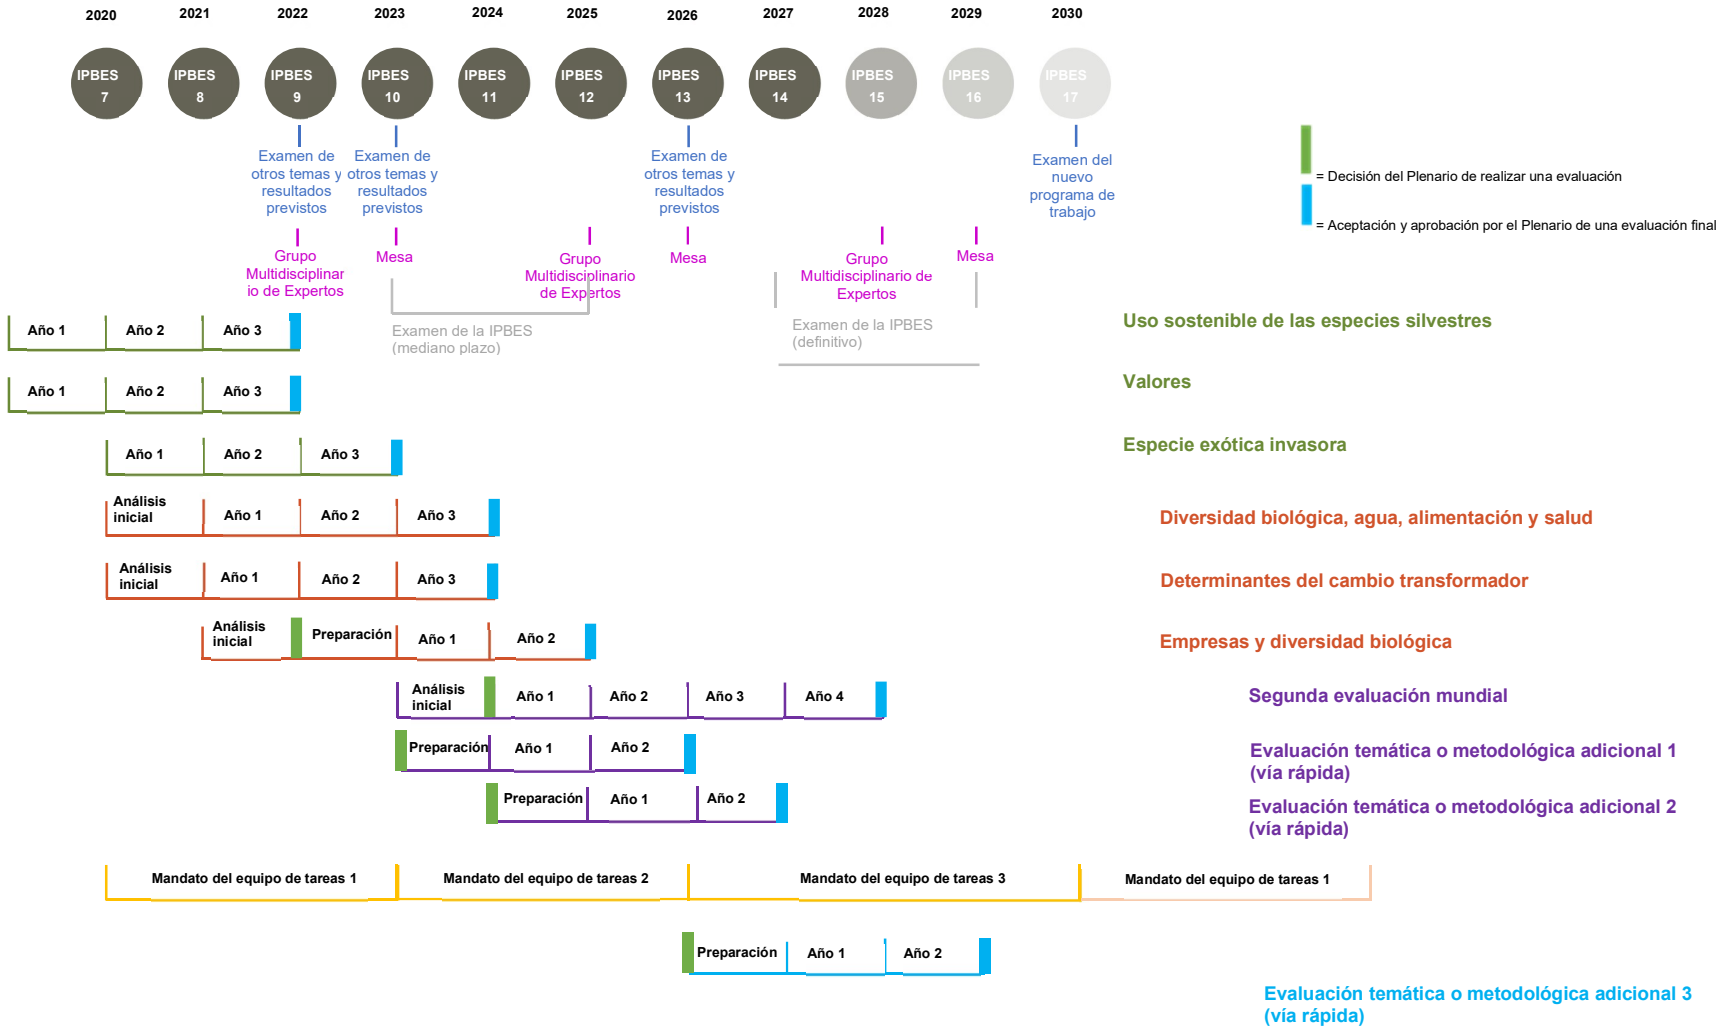 2020 2021 2022 2023 2024 2025 2026 2027 2028 2029 2030
IPBES IPBES IPBES IPBES IPBES IPBES IPBES IPBES IPBES IPBES IPBES
7 8 9 10 11 12 13 14 15 16 17
Examen de
otros temas y
resultados
previstos
Examen de
otros temas y
resultados
previstos
Examen de
otros temas y
resultados
previstos
Examen del
nuevo
programa de
trabajo
= Decisión del Plenario de realizar una evaluación
= Aceptación y aprobación por el Plenario de una evaluación final
Grupo
Multidisciplinar
io de Expertos
Mesa
Grupo
Multidisciplinario
de Expertos
Mesa
Grupo
Multidisciplinario de
Expertos
Mesa
Examen de la IPBES
(mediano plazo)
Examen de la IPBES
(definitivo)
Año 1 Año 2 Año 3
Uso sostenible de las especies silvestres
Año 1 Año 2 Año 3
Valores
Año 1 Año 2 Año 3
Especie exótica invasora
Análisis
inicial
Año 1 Año 2 Año 3
Diversidad biológica, agua, alimentación y salud
Análisis
inicial
Año 1 Año 2 Año 3
Determinantes del cambio transformador
Análisis
inicial
Preparación Año 1 Año 2
Empresas y diversidad biológica
Análisis
inicial
Año 1 Año 2 Año 3 Año 4
Segunda evaluación mundial
Preparación Año 1 Año 2
Evaluación temática o metodológica adicional 1
(vía rápida)
Preparación Año 1 Año 2
Evaluación temática o metodológica adicional 2
(vía rápida)
Mandato del equipo de tareas 1 Mandato del equipo de tareas 2 Mandato del equipo de tareas 3 Mandato del equipo de tareas 1
Preparación Año 1 Año 2
Evaluación temática o metodológica adicional 3
(vía rápida)